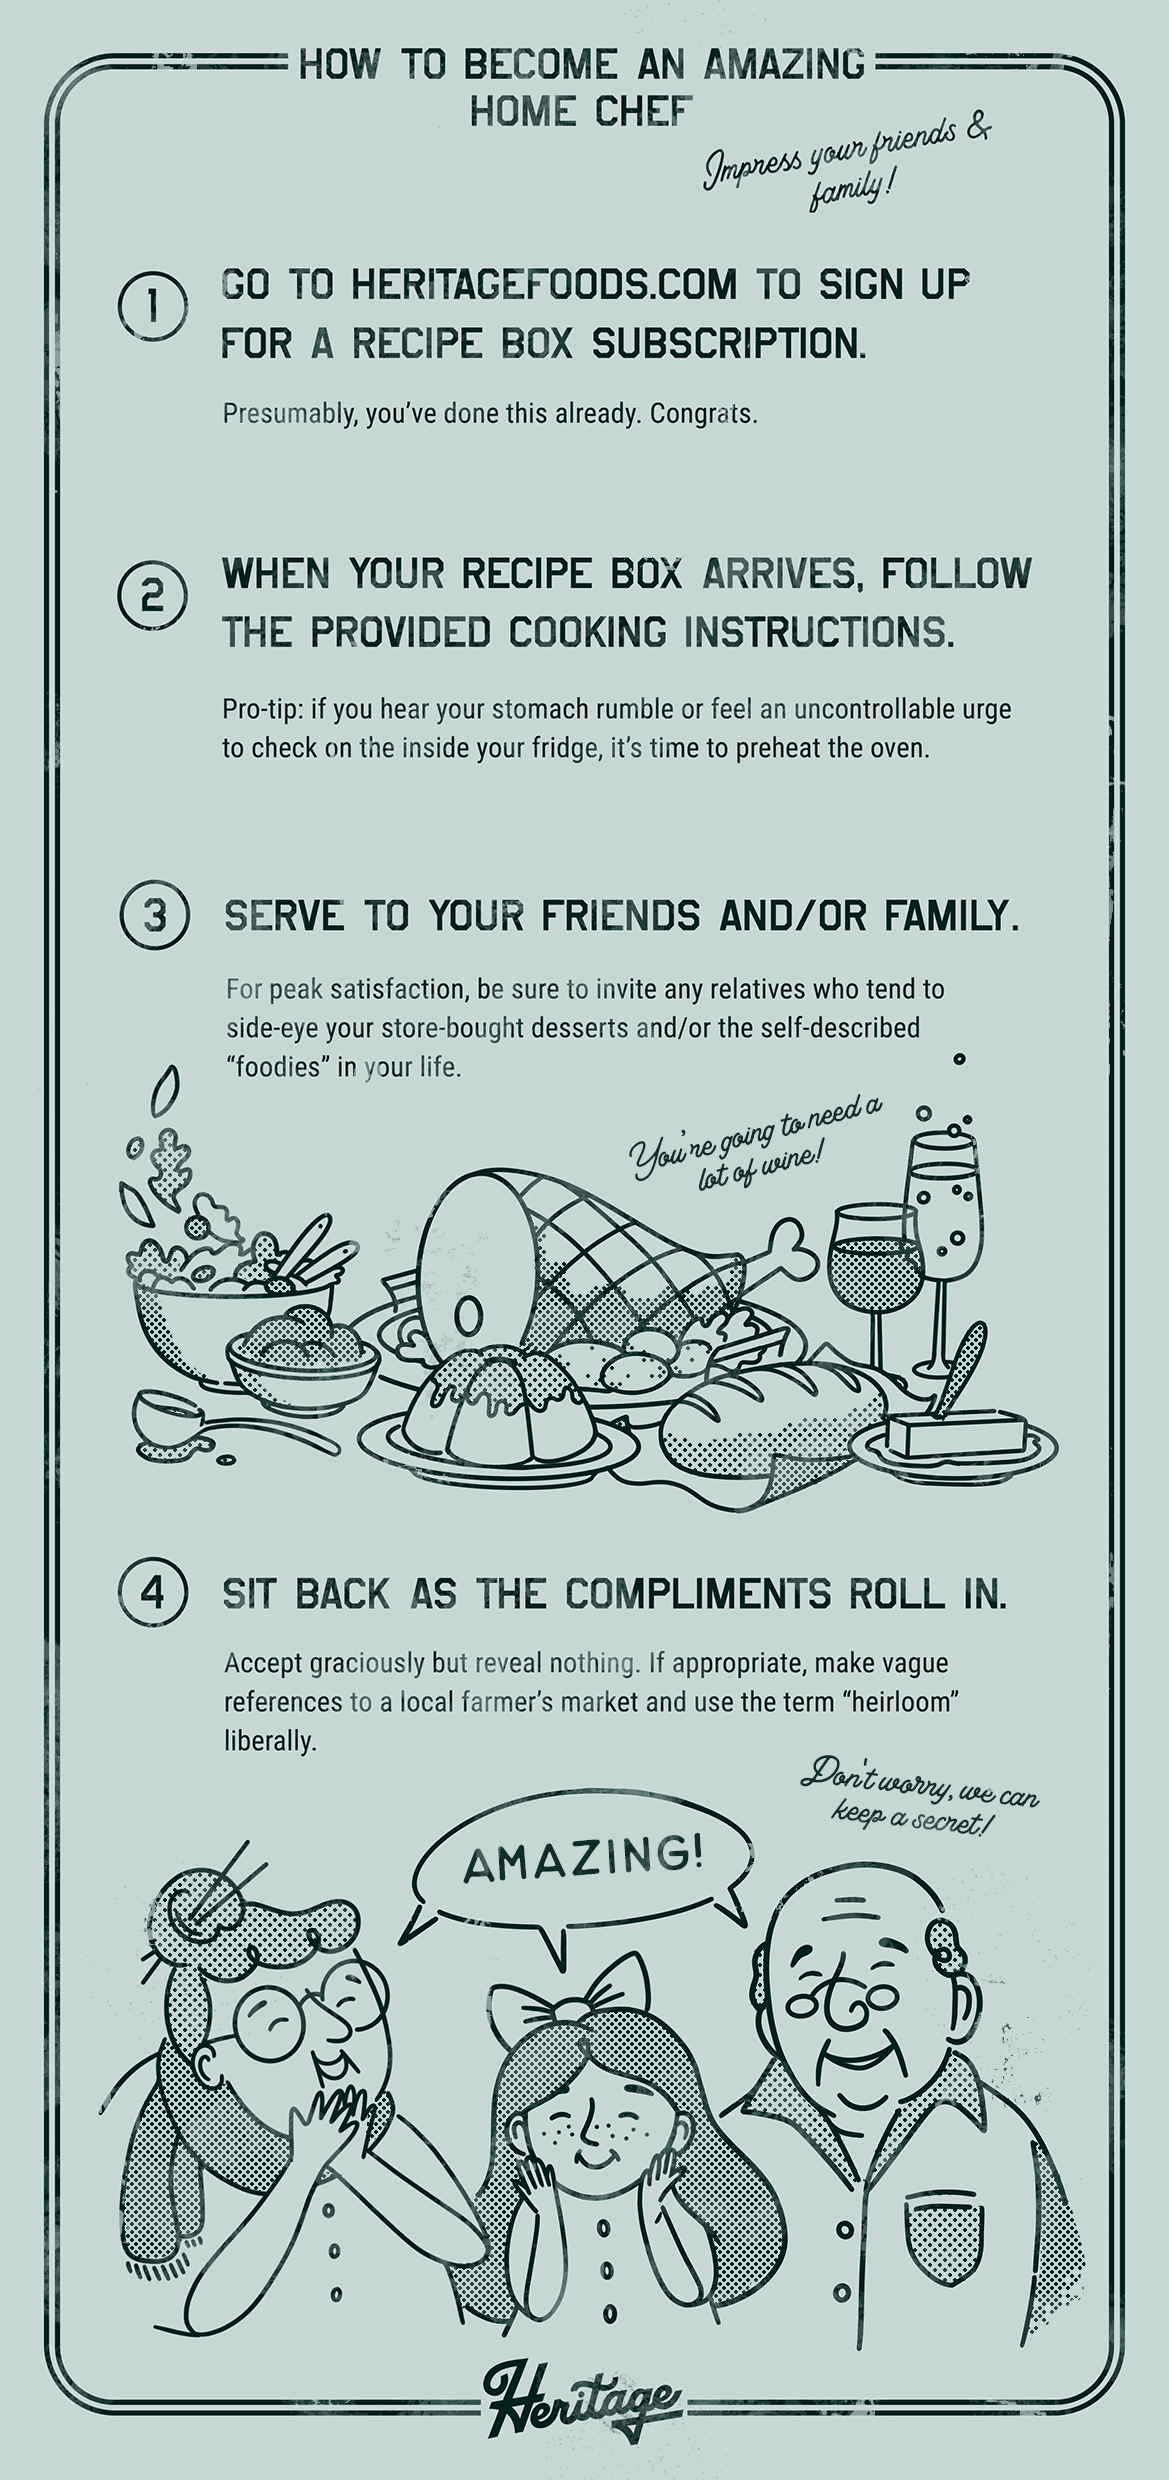 HOW TO BECOME AN AMAZING
HOME CHEF
Impress your friends &
family!
1
GO TO HERITAGEFOODS.COM TO SIGN UP
FOR A RECIPE BOX SUBSCRIPTION.
Presumably, you’ve done this already. Congrats.
2
WHEN YOUR RECIPE BOX ARRIVES, FOLLOW
THE PROVIDED COOKING INSTRUCTIONS.
Pro-tip: if you hear your stomach rumble or feel an uncontrollable urge
to check on the inside your fridge, it’s time to preheat the oven.
3
SERVE TO YOUR FRIENDS AND/OR FAMILY.
For peak satisfaction, be sure to invite any relatives who tend to
side-eye your store-bought desserts and/or the self-described
“foodies” in your life.
You're going to need a
lot of wine!
4
SIT BACK AS THE COMPLIMENTS ROLL IN.
Accept graciously but reveal nothing. If appropriate, make vague
references to a local farmer’s market and use the term “heirloom”
liberally.
Don't worry, we can
keep a secret!
AMAZING!
Heritage